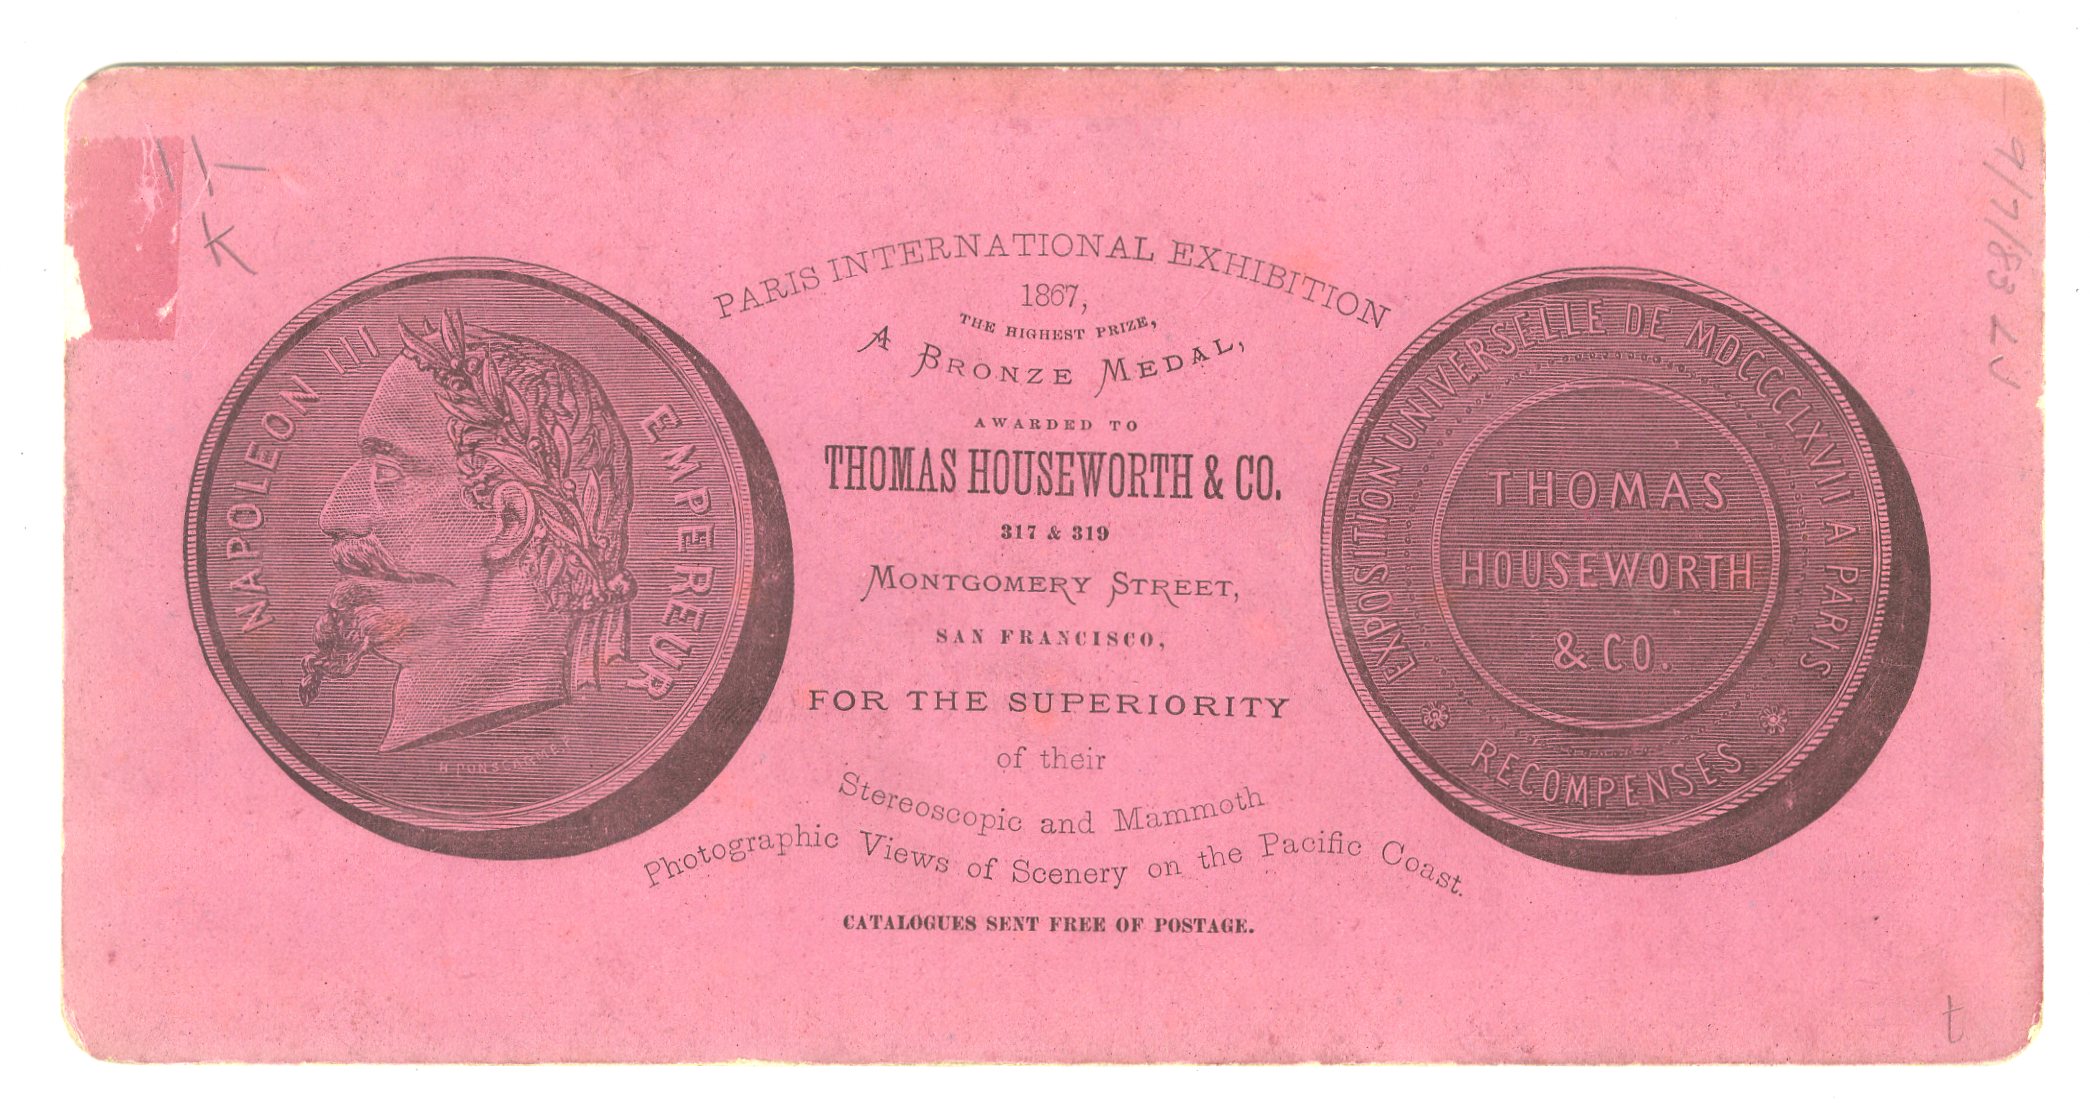 NAPOLEON III EMPEREUR
PARIS INTERNATIONAL EXHIBITION
1867,
THE HIGHEST PRIZE,
A BRONZE MEDAL,
AWARDED TO
THOMAS HOUSEWORTH & CO.
317 & 319
MONTGOMERY STREET,
SAN FRANCISCO,
FOR THE SUPERIORITY
of their
Stereoscopic and Mammoth
Photographic Views of Scenery on the Pacific Coast.
CATALOGUES SENT FREE OF POSTAGE.
EXPOSITION UNIVERSELLE DE MDCCCLXVII A PARIS
THOMAS
HOUSEWORTH
& CO.
RECOMPENSES
K
t